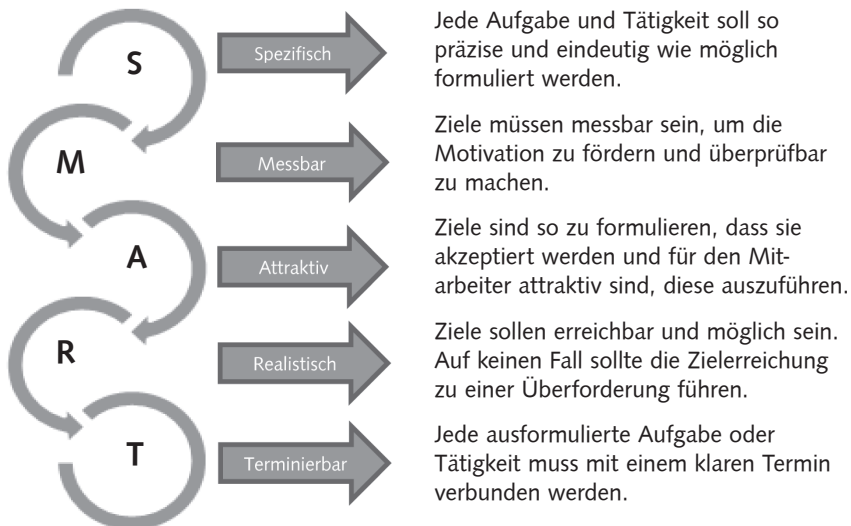 S
Spezifisch
Jede Aufgabe und Tätigkeit soll so
präzise und eindeutig wie möglich
formuliert werden.
M
Messbar
Ziele müssen messbar sein, um die
Motivation zu fördern und überprüfbar
zu machen.
A
Attraktiv
Ziele sind so zu formulieren, dass sie
akzeptiert werden und für den Mit-
arbeiter attraktiv sind, diese auszuführen.
R
Realistisch
Ziele sollen erreichbar und möglich sein.
Auf keinen Fall sollte die Zielerreichung
zu einer Überforderung führen.
T
Terminierbar
Jede ausformulierte Aufgabe oder
Tätigkeit muss mit einem klaren Termin
verbunden werden.